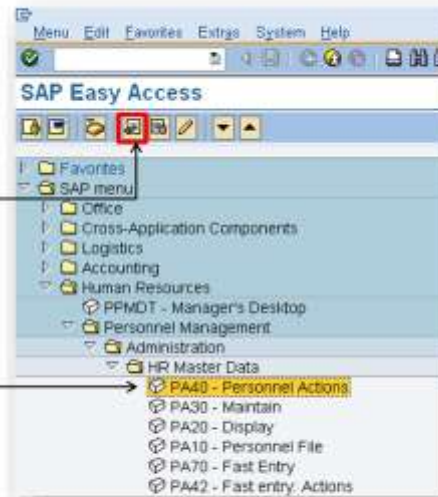 Menu Edit Favorites Extras System Help
SAP Easy Access
Favorites
SAP menu
Office
Cross-Application Components
Logistics
Accounting
Human Resources
PPMDT - Manager's Desktop
Personnel Management
Administration
HR Master Data
PA40 - Personnel Actions
PA30 - Maintain
PA20 - Display
PA10 - Personnel File
PA70 - Fast Entry
PA42 - Fast entry: Actions